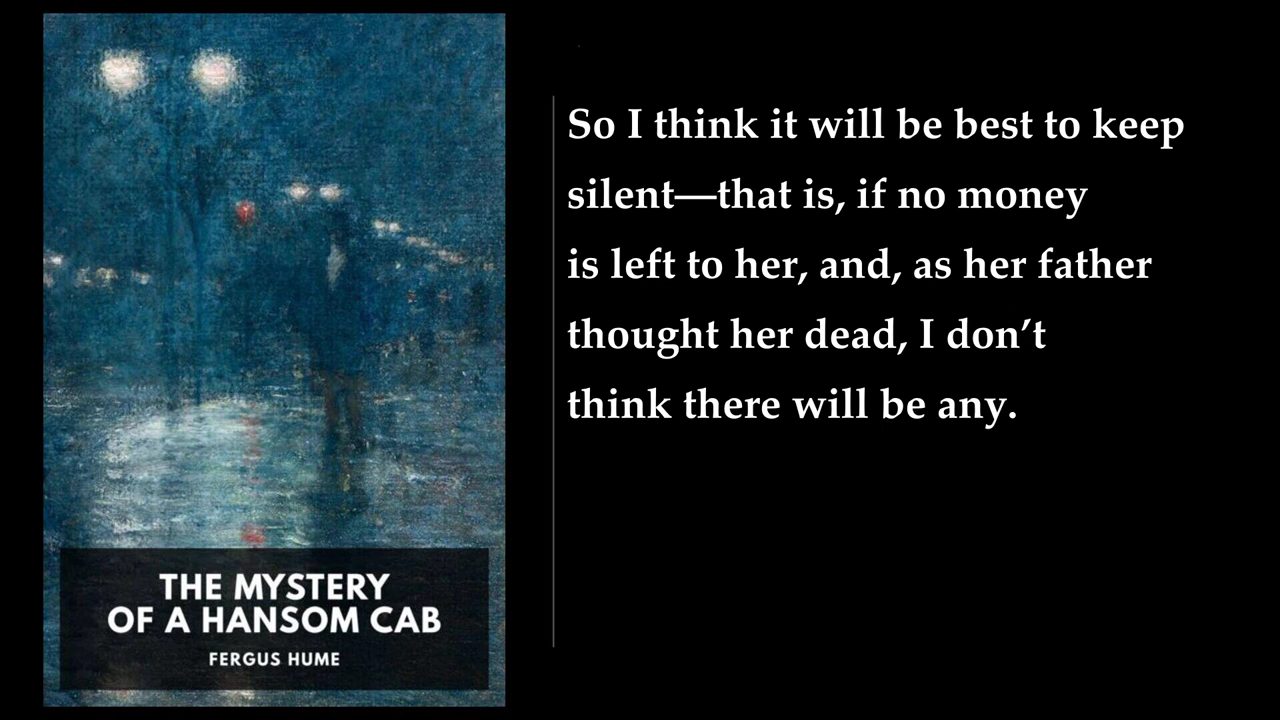 THE MYSTERY
OF A HANSOM CAB
FERGUS HUME
So I think it will be best to keep
silent—that is, if no money
is left to her, and, as her father
thought her dead, I don’t
think there will be any.